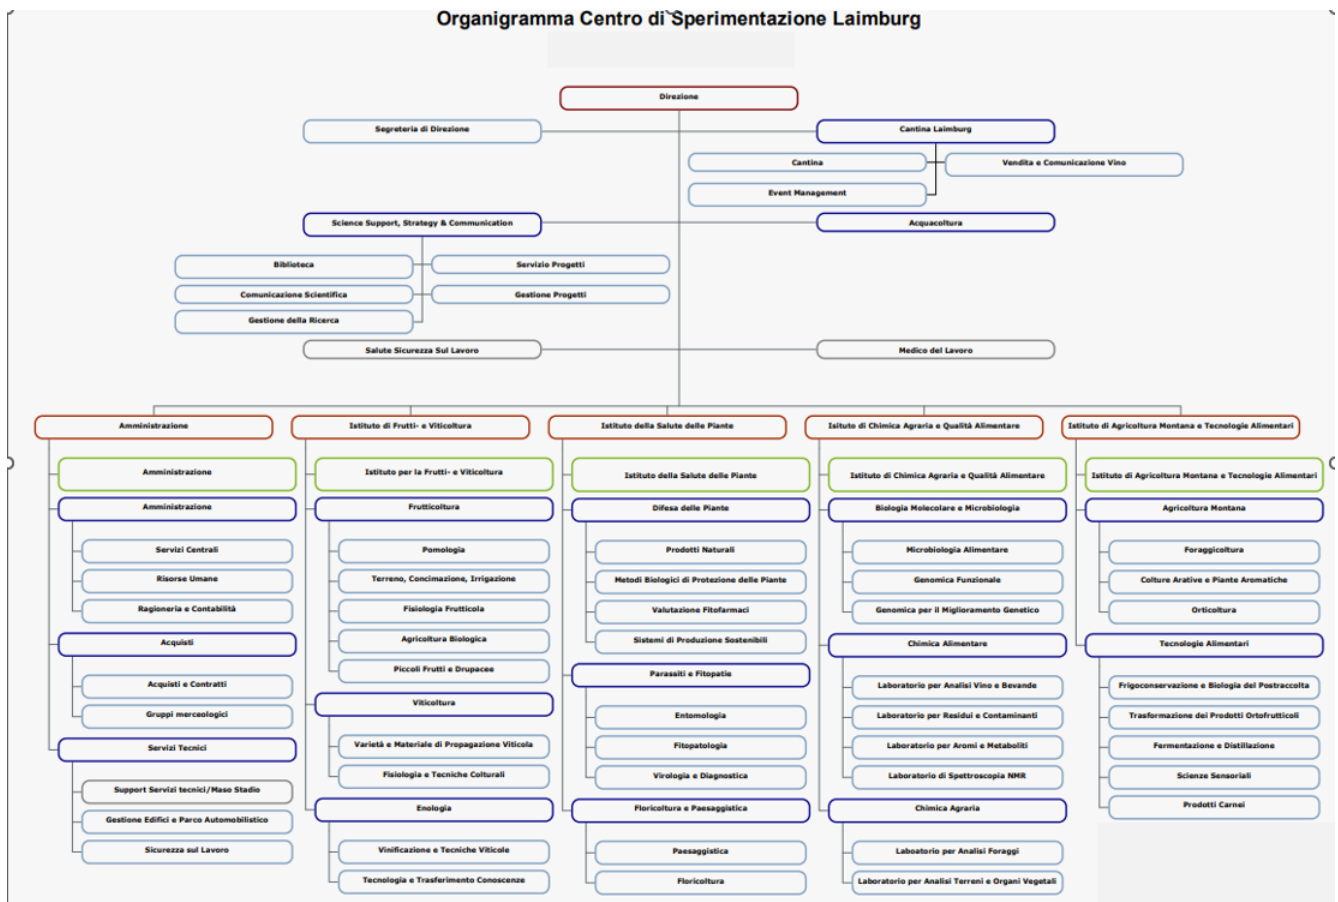 Organigramma Centro di Sperimentazione Laimburg
Direzione
Segreteria di Direzione
Cantina Laimburg
Cantina
Vendita e Comunicazione Vino
Event Management
Science Support, Strategy & Communication
Acquacoltura
Biblioteca
Servizio Progetti
Comunicazione Scientifica
Gestione Progetti
Gestione della Ricerca
Salute Sicurezza Sul Lavoro
Medico del Lavoro
Amministrazione
Amministrazione
Amministrazione
Servizi Centrali
Risorse Umane
Ragioneria e Contabilità
Acquisti
Acquisti e Contratti
Gruppi merceologici
Servizi Tecnici
Support Servizi tecnici/Maso Stadio
Gestione Edifici e Parco Automobilistico
Sicurezza sul Lavoro
Istituto di Frutti- e Viticoltura
Istituto per la Frutti- e Viticoltura
Frutticoltura
Pomologia
Terreno, Concimazione, Irrigazione
Fisiologia Frutticola
Agricoltura Biologica
Piccoli Frutti e Drupacee
Viticoltura
Varietà e Materiale di Propagazione Viticola
Fisiologia e Tecniche Colturali
Enologia
Vinificazione e Tecniche Viticole
Tecnologia e Trasferimento Conoscenze
Istituto della Salute delle Piante
Istituto della Salute delle Piante
Difesa delle Piante
Prodotti Naturali
Metodi Biologici di Protezione delle Piante
Valutazione Fitofarmaci
Sistemi di Produzione Sostenibili
Parassiti e Fitopatie
Entomologia
Fitopatologia
Virologia e Diagnostica
Floricoltura e Paesaggistica
Paesaggistica
Floricoltura
Isituto di Chimica Agraria e Qualità Alimentare
Istituto di Chimica Agraria e Qualità Alimentare
Biologia Molecolare e Microbiologia
Microbiologia Alimentare
Genomica Funzionale
Genomica per il Miglioramento Genetico
Chimica Alimentare
Laboratorio per Analisi Vino e Bevande
Laboratorio per Residui e Contaminanti
Laboratorio per Aromi e Metaboliti
Laboratorio di Spettroscopia NMR
Chimica Agraria
Laboatorio per Analisi Foraggi
Laboratorio per Analisi Terreni e Organi Vegetali
Istituto di Agricoltura Montana e Tecnologie Alimentari
Istituto di Agricoltura Montana e Tecnologie Alimentari
Agricoltura Montana
Foraggicoltura
Colture Arative e Piante Aromatiche
Orticoltura
Tecnologie Alimentari
Frigoconservazione e Biologia del Postraccolta
Trasformazione dei Prodotti Ortofrutticoli
Fermentazione e Distillazione
Scienze Sensoriali
Prodotti Carnei